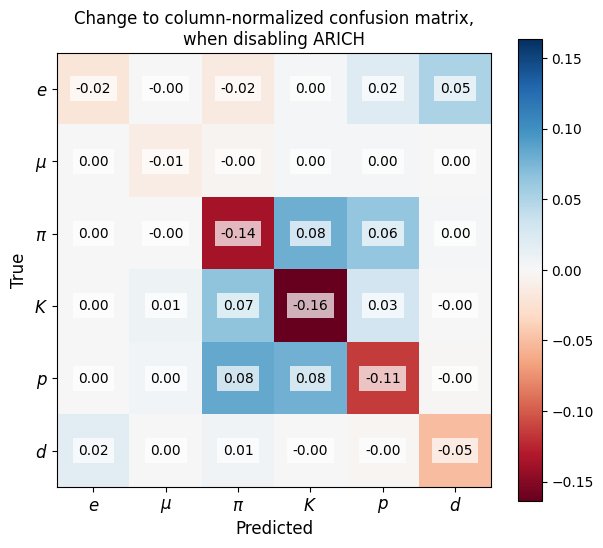 Change to column-normalized confusion matrix,
when disabling ARICH
e -0.02 -0.00 -0.02 0.00 0.02 0.05
μ 0.00 -0.01 -0.00 0.00 0.00 0.00
π 0.00 -0.00 -0.14 0.08 0.06 0.00
K 0.00 0.01 0.07 -0.16 0.03 -0.00
p 0.00 0.00 0.08 0.08 -0.11 -0.00
d 0.02 0.00 0.01 -0.00 -0.00 -0.05
e μ π K p d
True
Predicted
0.15
0.10
0.05
0.00
−0.05
−0.10
−0.15